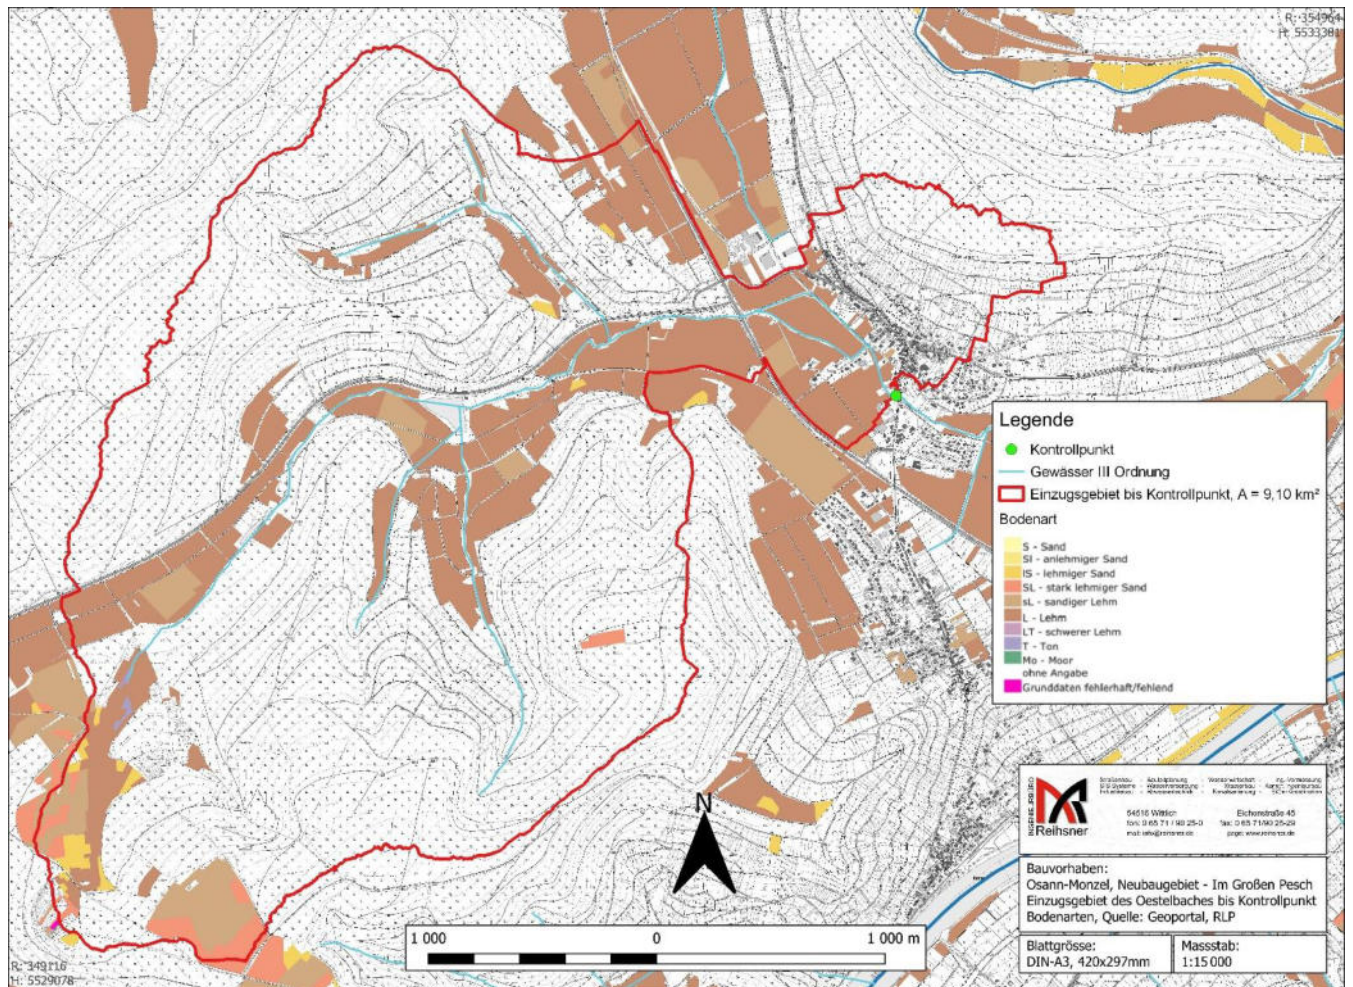 R: 354964
H: 5533381
Legende
Kontrollpunkt
Gewässer III Ordnung
Einzugsgebiet bis Kontrollpunkt, A = 9,10 km²
Bodenart
S - Sand
Sl - anlehmiger Sand
lS - lehmiger Sand
SL - stark lehmiger Sand
sL - sandiger Lehm
L - Lehm
LT - schwerer Lehm
T - Ton
Mo - Moor
ohne Angabe
Grunddaten fehlerhaft/fehlend
N
INGENIEURBÜRO
Reihsner
54516 Wittlich
Eichenstraße 45
Bauvorhaben:
Osann-Monzel, Neubaugebiet - Im Großen Pesch
Einzugsgebiet des Oestelbaches bis Kontrollpunkt
Bodenarten, Quelle: Geoportal, RLP
Blattgrösse:
DIN-A3, 420x297mm
Massstab:
1:15 000
1 000
0
1 000 m
R: 349116
H: 5529078